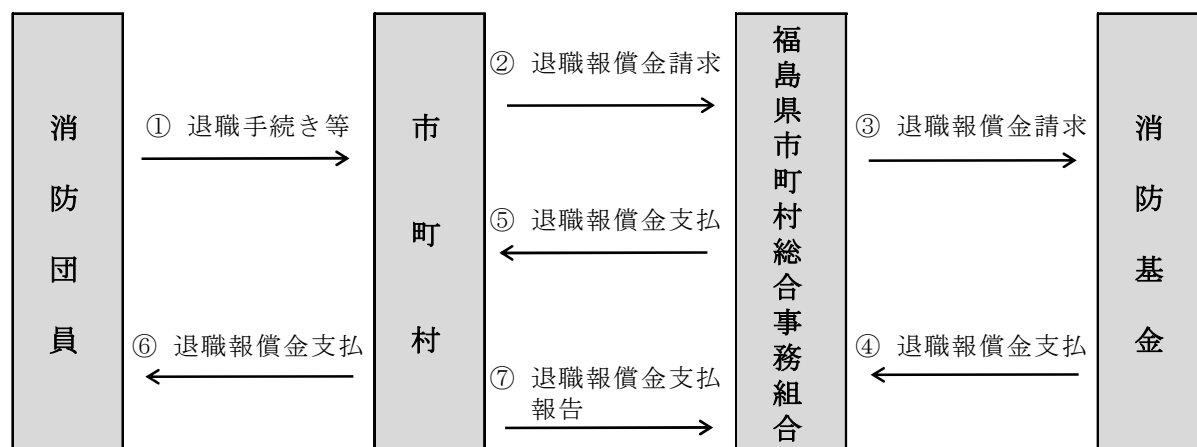 消防団員
① 退職手続き等
市町村
② 退職報償金請求
福島県市町村総合事務組合
③ 退職報償金請求
消防基金
⑤ 退職報償金支払
⑥ 退職報償金支払
④ 退職報償金支払
⑦ 退職報償金支払
報告